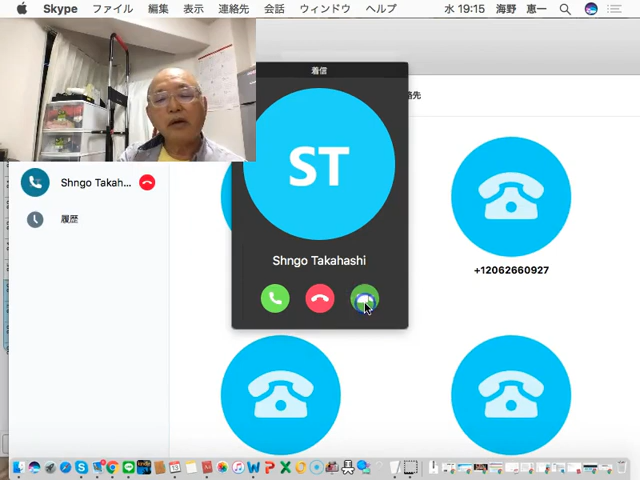 Skype ファイル 編集 表示 連絡先 会話 ウィンドウ ヘルプ 水 19:15 海野 恵一
着信
絡先
ST
Shngo Takah...
履歴
Shngo Takahashi
+12062660927